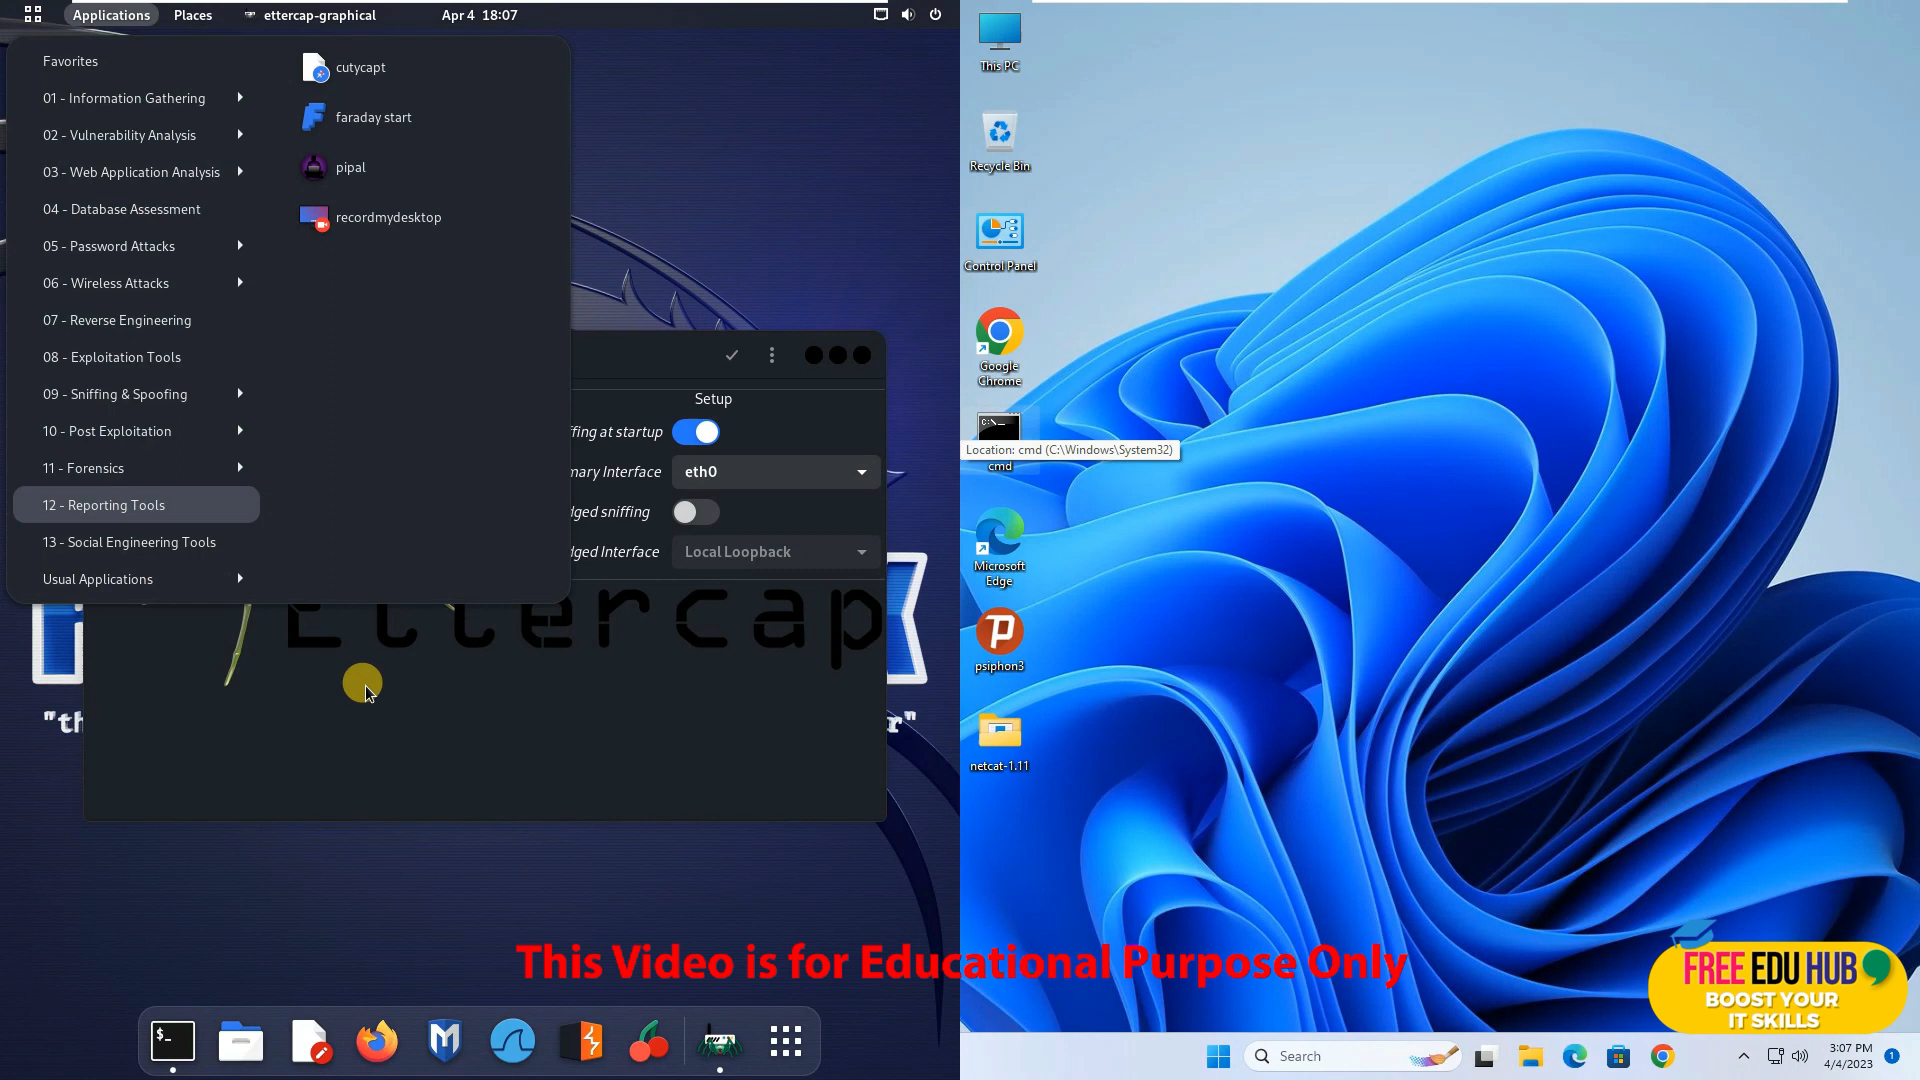 Applications
Places
ettercap-graphical
Apr 4 18:07
Favorites
01 - Information Gathering
02 - Vulnerability Analysis
03 - Web Application Analysis
04 - Database Assessment
05 - Password Attacks
06 - Wireless Attacks
07 - Reverse Engineering
08 - Exploitation Tools
09 - Sniffing & Spoofing
10 - Post Exploitation
11 - Forensics
12 - Reporting Tools
13 - Social Engineering Tools
Usual Applications
cutycapt
faraday start
pipal
recordmydesktop
Setup
ffing at startup
mary Interface
eth0
dged sniffing
dged Interface
Local Loopback
Ettercap
"th
r"
This PC
Recycle Bin
Control Panel
Google
Chrome
C:\_
Location: cmd (C:\Windows\System32)
cmd
Microsoft
Edge
psiphon3
netcat-1.11
This Video is for Educational Purpose Only
FREE EDU HUB
BOOST YOUR
IT SKILLS
$_
Search
3:07 PM
4/4/2023
1